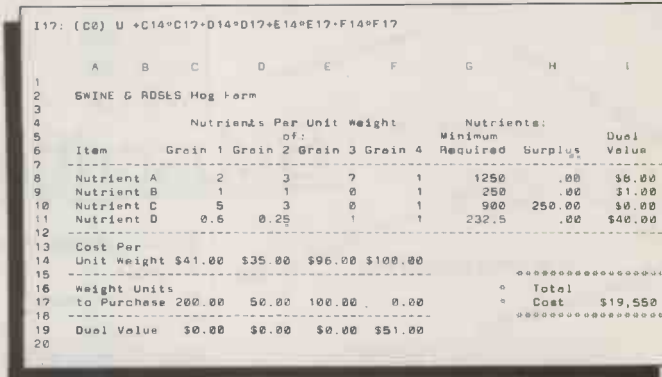 I17: (C0) U +C14*C17+D14*D17+E14*E17+F14*F17
A B C D E F G H I
1
2 SWINE & ROSES Hog Farm
3
4 Nutrients Per Unit Weight Nutrients:
5 of: Minimum Dual
6 Item Grain 1 Grain 2 Grain 3 Grain 4 Required Surplus Value
7 ----------------------------------------------------------------
8 Nutrient A 2 3 7 1 1250 .00 $8.00
9 Nutrient B 1 1 0 1 250 .00 $1.00
10 Nutrient C 5 3 0 1 900 250.00 $0.00
11 Nutrient D 0.6 0.25 1 1 232.5 .00 $40.00
12 ----------------------------------------------------------------
13 Cost Per
14 Unit Weight $41.00 $35.00 $96.00 $100.00
15 ---------------------------------------- ********************
16 Weight Units * Total
17 to Purchase 200.00 50.00 100.00 0.00 * Cost $19,550
18 ---------------------------------------- ********************
19 Dual Value $0.00 $0.00 $0.00 $51.00
20